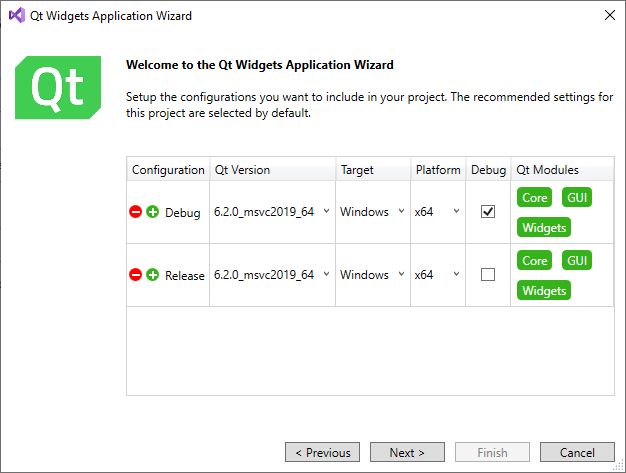 Qt Widgets Application Wizard
Qt
Welcome to the Qt Widgets Application Wizard
Setup the configurations you want to include in your project. The recommended settings for
this project are selected by default.
Configuration Qt Version Target Platform Debug Qt Modules
Debug 6.2.0_msvc2019_64 Windows x64 Core GUI
Widgets
Release 6.2.0_msvc2019_64 Windows x64 Core GUI
Widgets
< Previous Next > Finish Cancel